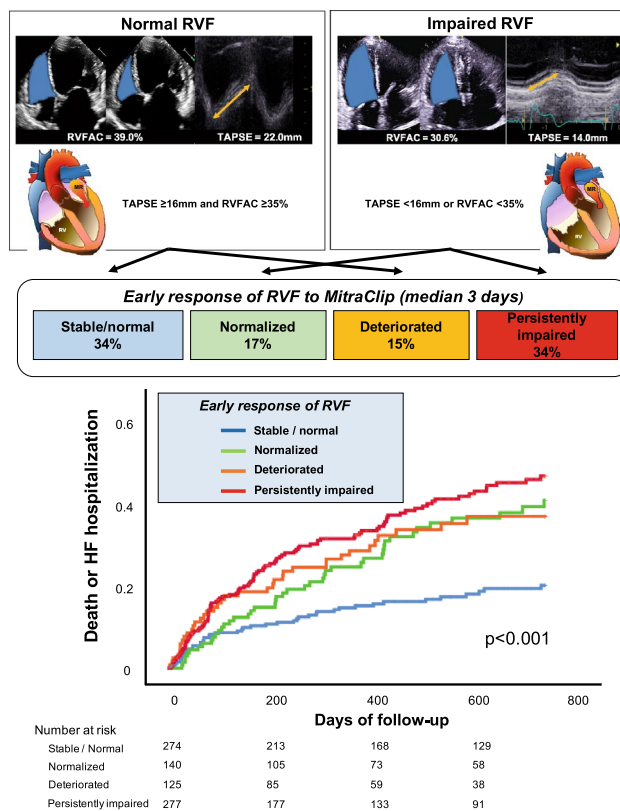 Normal RVF
Impaired RVF
RVFAC = 39.0%
TAPSE = 22.0mm
RVFAC = 30.6%
TAPSE = 14.0mm
MR
RV
TAPSE ≥16mm and RVFAC ≥35%
TAPSE <16mm or RVFAC <35%
MR
RV
Early response of RVF to MitraClip (median 3 days)
Stable/normal
34%
Normalized
17%
Deteriorated
15%
Persistently
impaired
34%
Early response of RVF
Stable / normal
Normalized
Deteriorated
Persistently impaired
Death or HF hospitalization
0.6
0.4
0.2
0
p<0.001
0 200 400 600 800
Days of follow-up
Number at risk
Stable / Normal 274 213 168 129
Normalized 140 105 73 58
Deteriorated 125 85 59 38
Persistently impaired 277 177 133 91